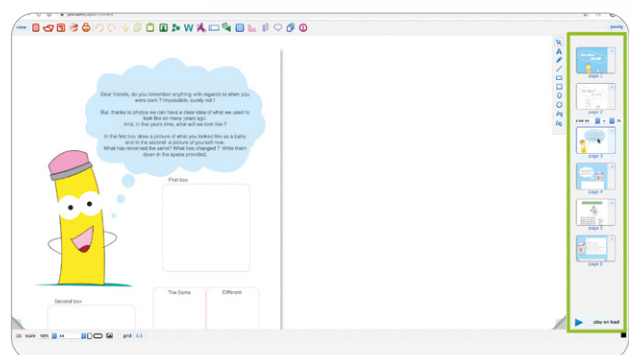 view
W
A
page 1
page 2
page 3
page 4
page 5
page 6
play on load
Dear friends, do you remember anything with regards to when you
were born ? Impossible, surely not !
But, thanks to photos we can have a clear idea of what we used to
look like so many years ago.
And, in five years time, what will we look like ?
In the first box draw a picture of what you looked like as a baby
and in the second a picture of yourself now.
What has remained the same? What has changed ? Write them
down in the space provided.
First box
The Same
Different
Second box
scale
A4
grid
1:1